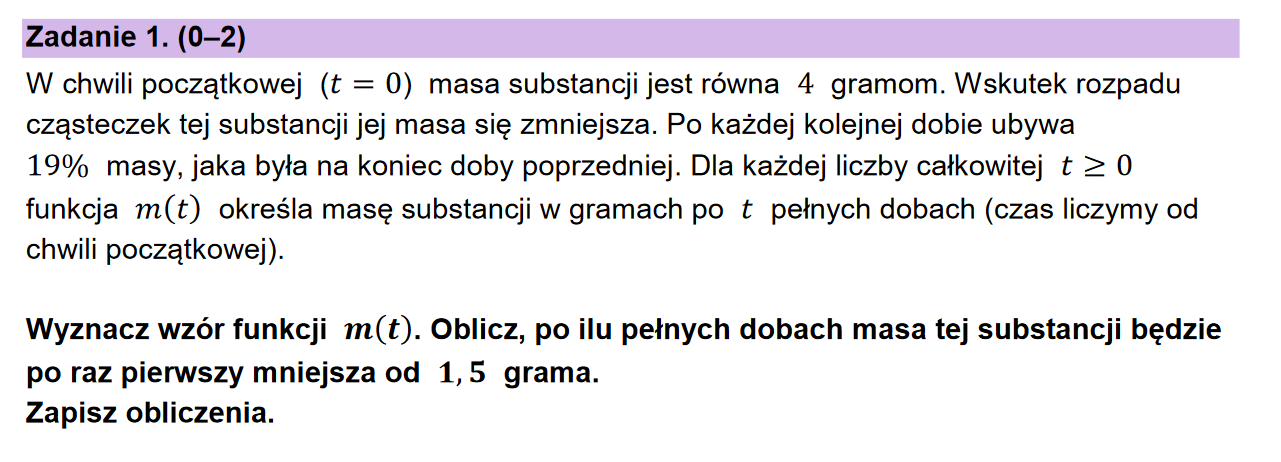 Zadanie 1. (0–2)
W chwili początkowej (t = 0) masa substancji jest równa 4 gramom. Wskutek rozpadu
cząsteczek tej substancji jej masa się zmniejsza. Po każdej kolejnej dobie ubywa
19% masy, jaka była na koniec doby poprzedniej. Dla każdej liczby całkowitej t ≥ 0
funkcja m(t) określa masę substancji w gramach po t pełnych dobach (czas liczymy od
chwili początkowej).
Wyznacz wzór funkcji m(t). Oblicz, po ilu pełnych dobach masa tej substancji będzie
po raz pierwszy mniejsza od 1,5 grama.
Zapisz obliczenia.